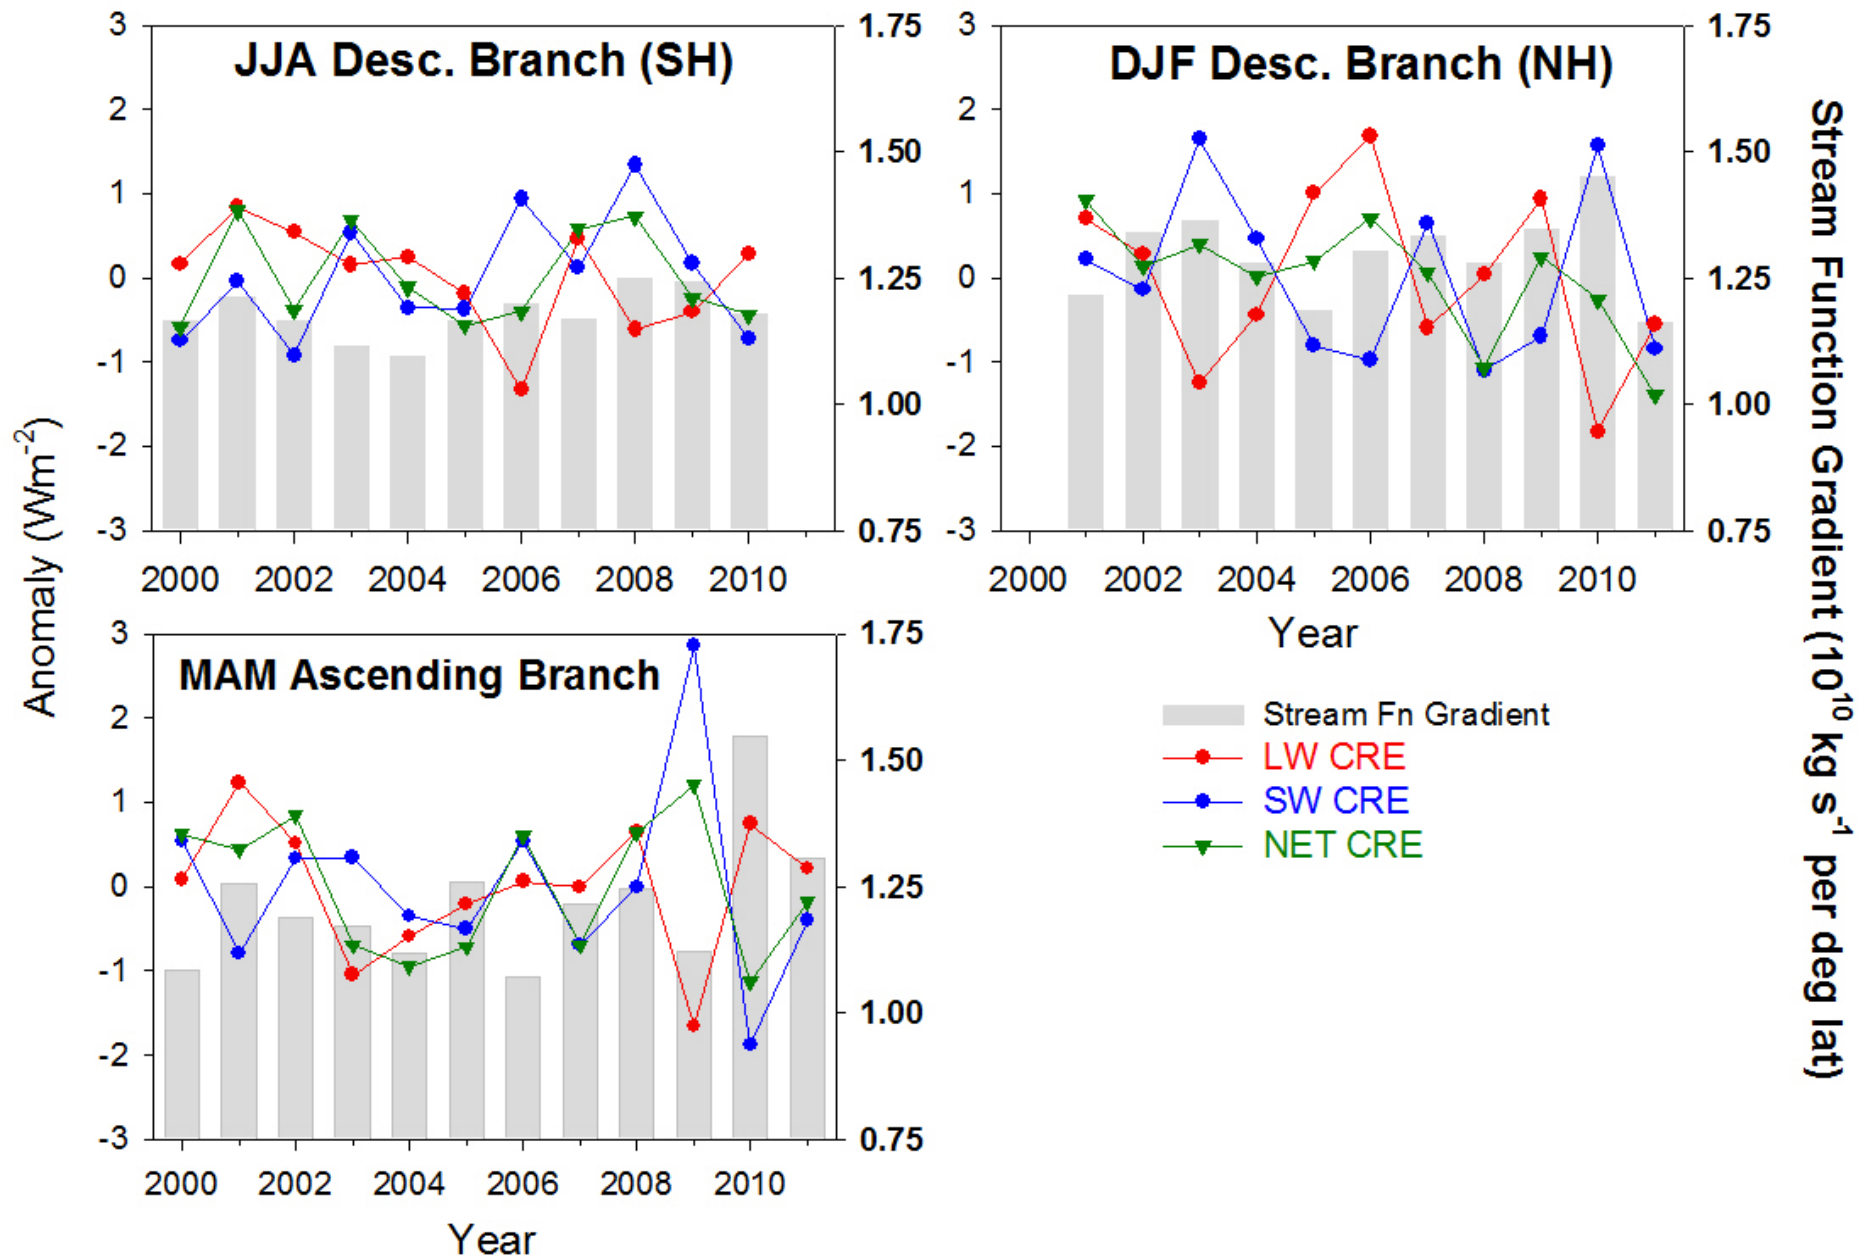 Anomaly (Wm-2)
JJA Desc. Branch (SH)
3
2
1
0
-1
-2
-3
1.75
1.50
1.25
1.00
0.75
2000 2002 2004 2006 2008 2010
DJF Desc. Branch (NH)
3
2
1
0
-1
-2
-3
1.75
1.50
1.25
1.00
0.75
2000 2002 2004 2006 2008 2010
Year
Stream Function Gradient (10^10 kg s^-1 per deg lat)
MAM Ascending Branch
3
2
1
0
-1
-2
-3
1.75
1.50
1.25
1.00
0.75
2000 2002 2004 2006 2008 2010
Year
Stream Fn Gradient
LW CRE
SW CRE
NET CRE